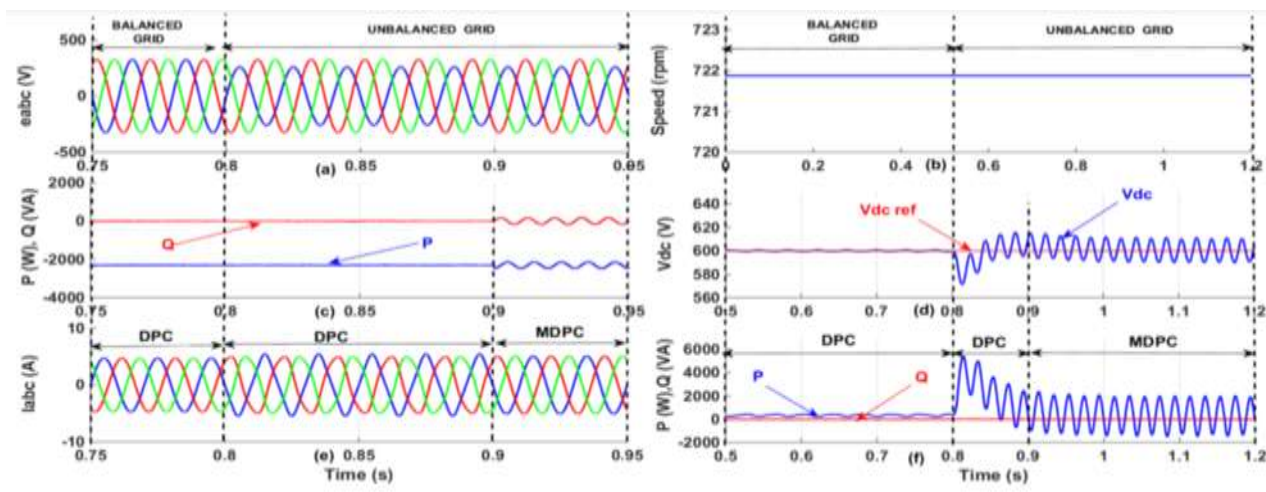 BALANCED
GRID
UNBALANCED GRID
500
0
-500
eabc (V)
0.75
0.8
(a)
0.85
0.9
0.95
BALANCED
GRID
UNBALANCED GRID
723
722
721
720
Speed (rpm)
0
0.2
0.4
(b)
0.6
0.8
1
1.2
2000
0
-2000
-4000
P (W), Q (VA)
Q
P
0.75
0.8
(c)
0.85
0.9
0.95
640
620
600
580
560
Vdc (V)
Vdc ref
Vdc
0.5
0.6
0.7
(d)
0.8
0.9
1
1.1
1.2
DPC
DPC
MDPC
10
0
-10
Iabc (A)
0.75
0.8
(e)
0.85
0.9
0.95
Time (s)
DPC
DPC
MDPC
6000
4000
2000
0
-2000
P (W),Q (VA)
P
Q
0.5
0.6
0.7
0.8
(f)
0.9
1
1.1
1.2
Time (s)